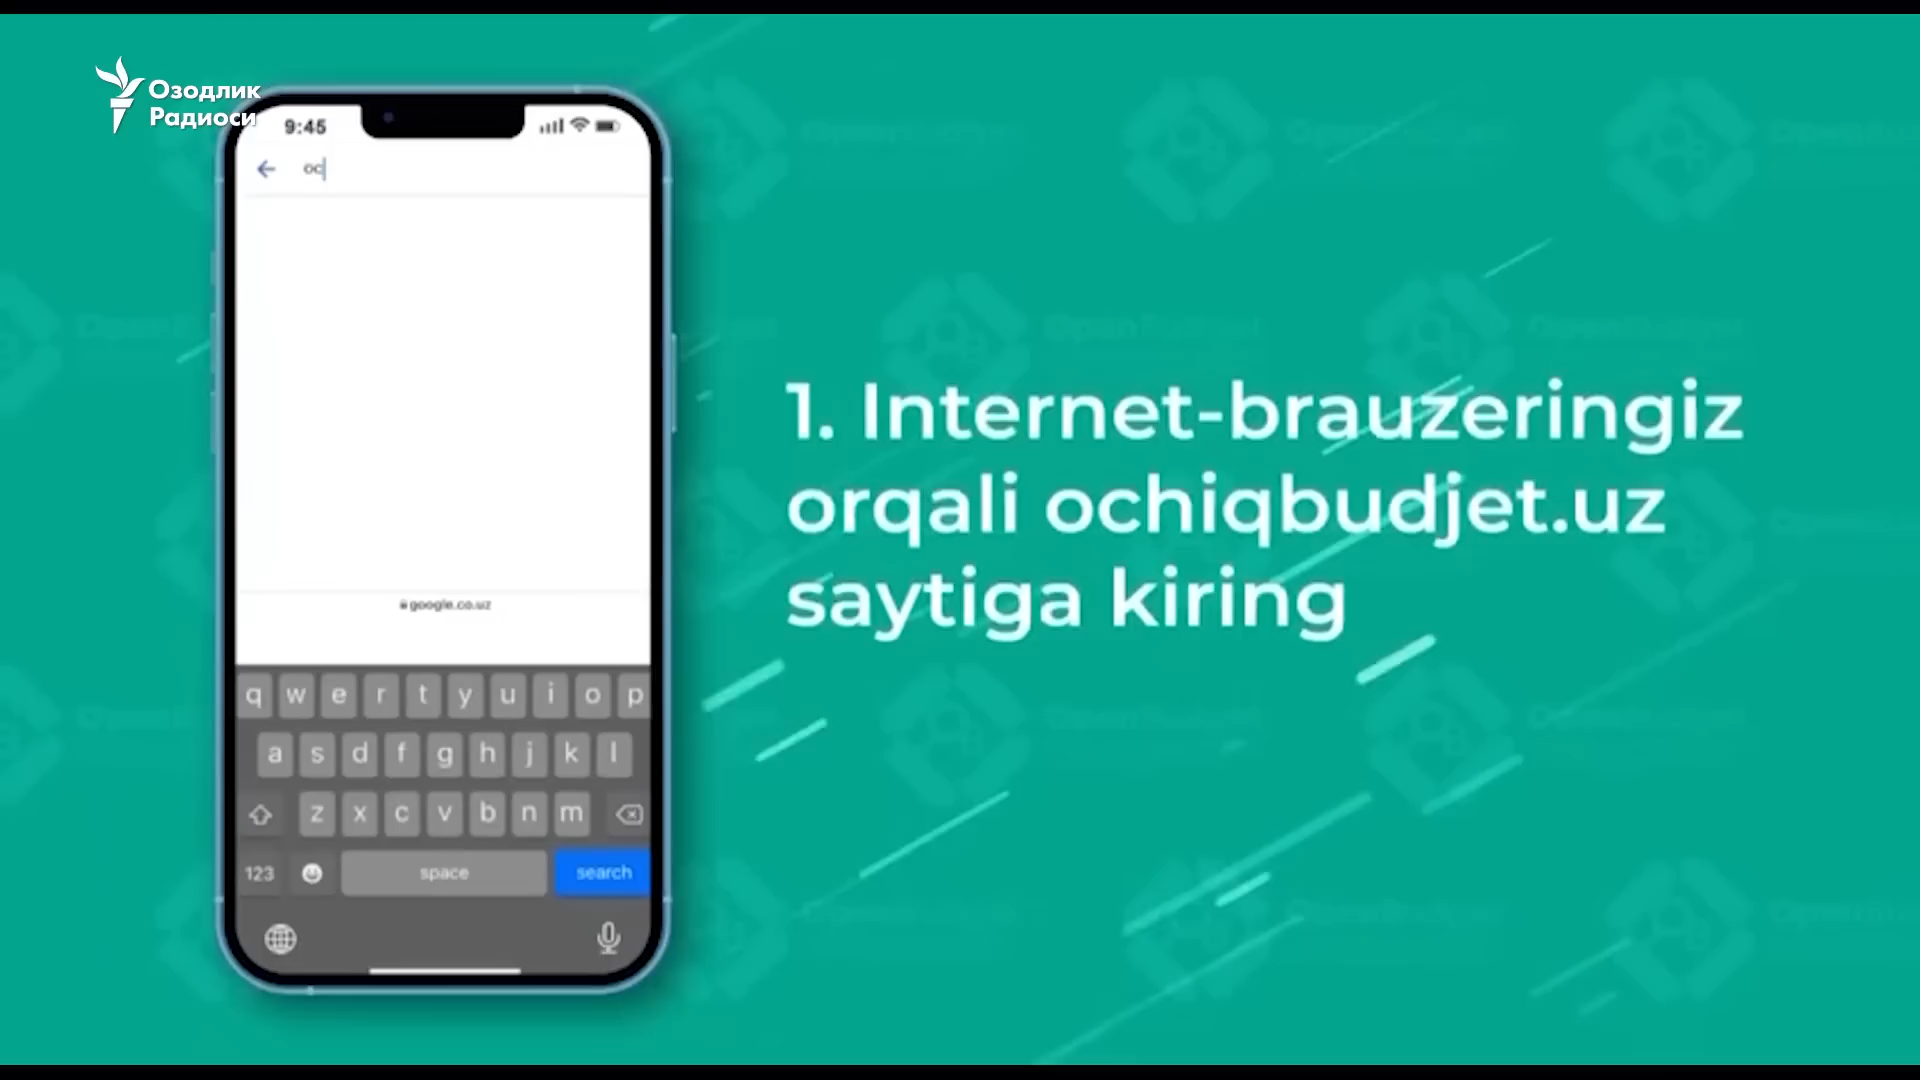 Озодлик
Радиоси
9:45
oc
google.co.uz
q w e r t y u i o p
a s d f g h j k l
z x c v b n m
123 space search
1. Internet-brauzeringiz
orqali ochiqbudjet.uz
saytiga kiring